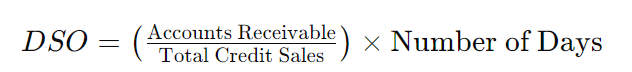 DSO = (Accounts Receivable / Total Credit Sales) × Number of Days